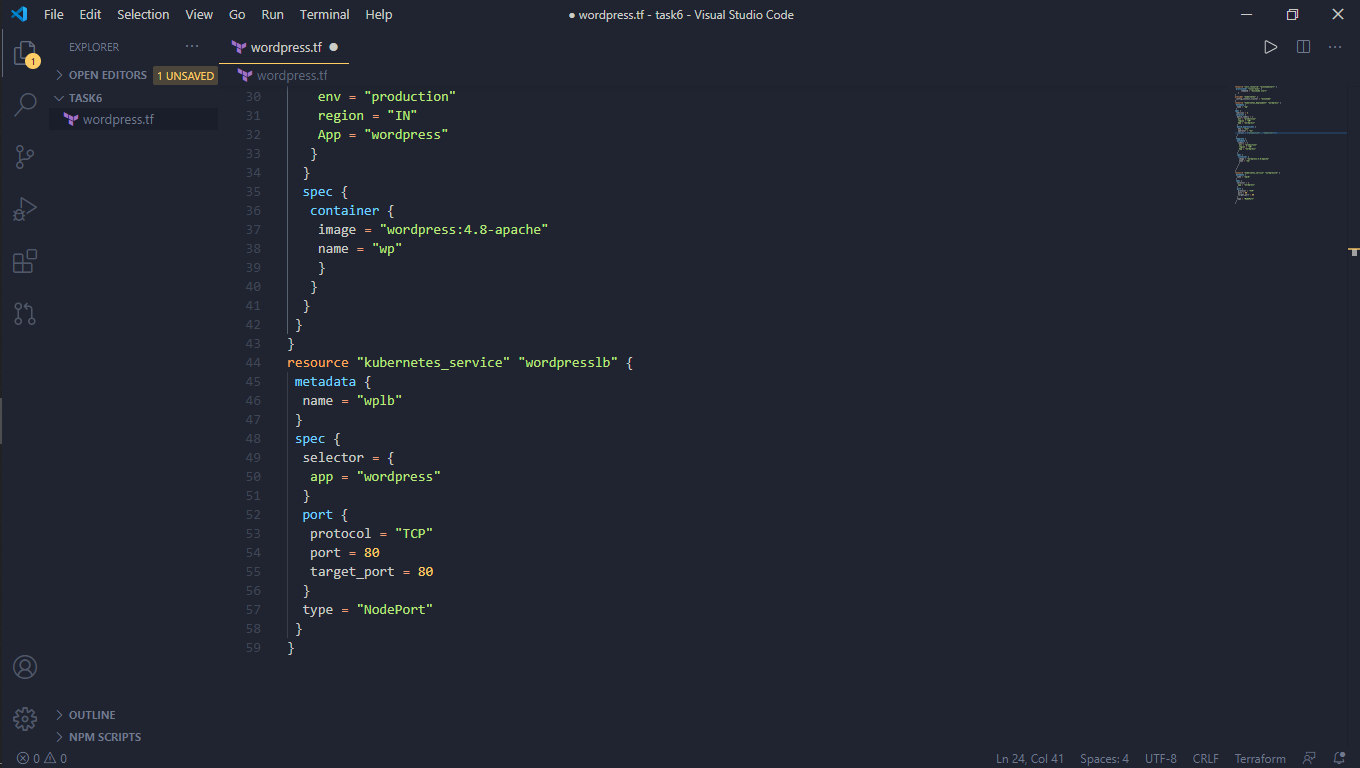 File Edit Selection View Go Run Terminal Help
● wordpress.tf - task6 - Visual Studio Code
EXPLORER ...
1
OPEN EDITORS 1 UNSAVED
TASK6
wordpress.tf
wordpress.tf ●
wordpress.tf
30 env = "production"
31 region = "IN"
32 App = "wordpress"
33 }
34 }
35 spec {
36 container {
37 image = "wordpress:4.8-apache"
38 name = "wp"
39 }
40 }
41 }
42 }
43 }
44 resource "kubernetes_service" "wordpresslb" {
45 metadata {
46 name = "wplb"
47 }
48 spec {
49 selector = {
50 app = "wordpress"
51 }
52 port {
53 protocol = "TCP"
54 port = 80
55 target_port = 80
56 }
57 type = "NodePort"
58 }
59 }
OUTLINE
NPM SCRIPTS
0 0
Ln 24, Col 41 Spaces: 4 UTF-8 CRLF Terraform